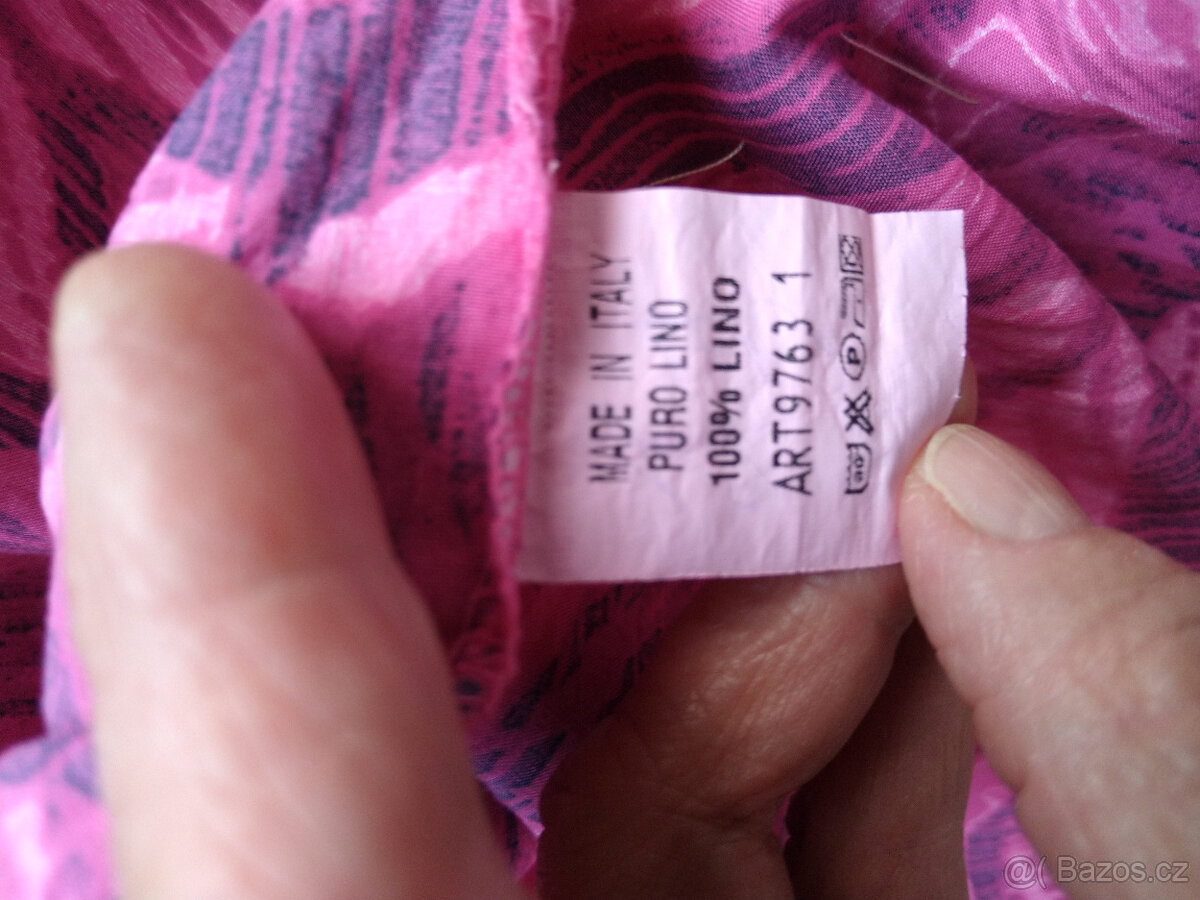 MADE IN ITALY
PURO LINO
100% LINO
ART9763 1
@( Bazos.cz